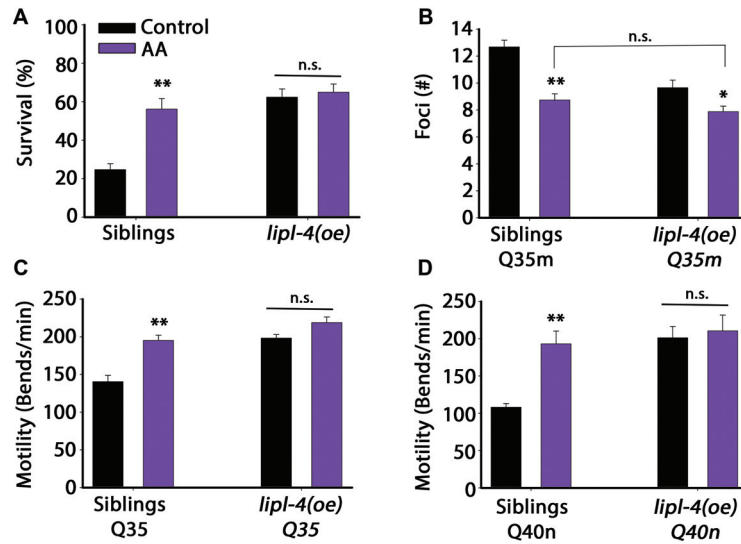 A
Control
AA
Survival (%)
100
80
60
40
20
0
**
n.s.
Siblings
lipl-4(oe)
B
Foci (#)
14
12
10
8
6
4
2
0
n.s.
**
*
Siblings
Q35m
lipl-4(oe)
Q35m
C
Motility (Bends/min)
250
200
150
100
50
0
**
n.s.
Siblings
Q35
lipl-4(oe)
Q35
D
Motility (Bends/min)
250
200
150
100
50
0
**
n.s.
Siblings
Q40n
lipl-4(oe)
Q40n